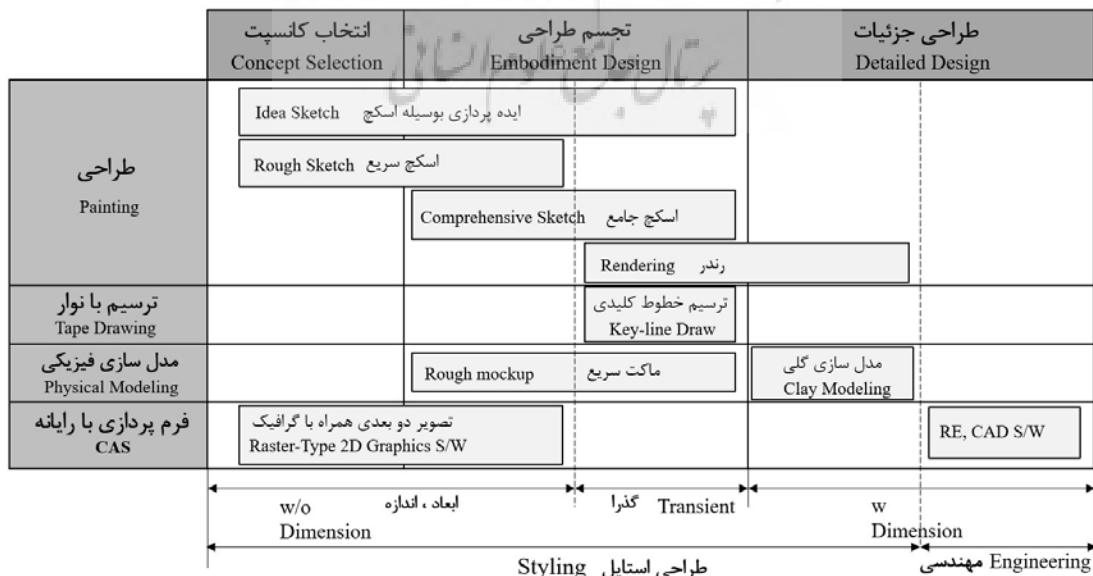 انتخاب کانسپت
Concept Selection
تجسم طراحی
Embodiment Design
طراحی جزئیات
Detailed Design
پرتال جامع علوم انسانی
طراحی
Painting
Idea Sketch ایده پردازی بوسیله اسکچ
Rough Sketch اسکچ سریع
Comprehensive Sketch اسکچ جامع
Rendering رندر
ترسیم با نوار
Tape Drawing
ترسیم خطوط کلیدی
Key-line Draw
مدل سازی فیزیکی
Physical Modeling
Rough mockup ماکت سریع
مدل سازی گلی
Clay Modeling
فرم پردازی با رایانه
CAS
تصویر دو بعدی همراه با گرافیک
Raster-Type 2D Graphics S/W
RE, CAD S/W
w/o ابعاد ، اندازه
Dimension
گذرا Transient
w
Dimension
Styling طراحی استایل
مهندسی Engineering